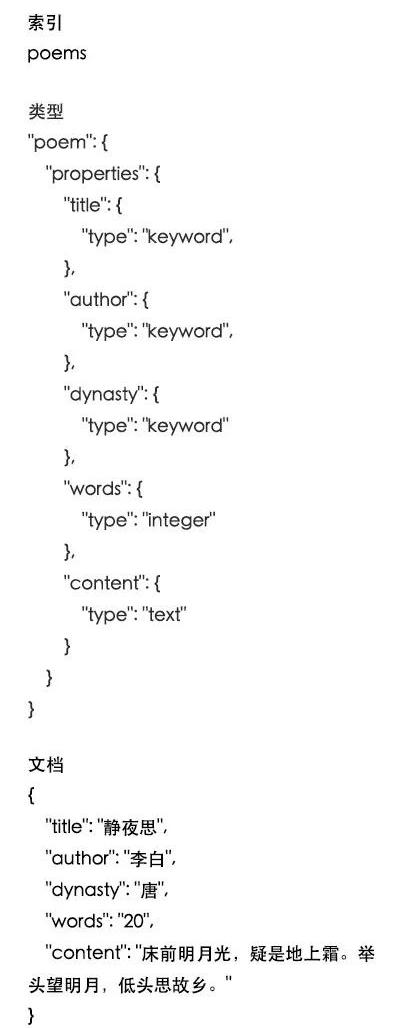 索引
poems
类型
"poem": {
"properties": {
"title": {
"type": "keyword",
},
"author": {
"type": "keyword",
},
"dynasty": {
"type": "keyword"
},
"words": {
"type": "integer"
},
"content": {
"type": "text"
}
}
}
文档
{
"title": "静夜思",
"author": "李白",
"dynasty": "唐",
"words": "20",
"content": "床前明月光，疑是地上霜。举
头望明月，低头思故乡。"
}